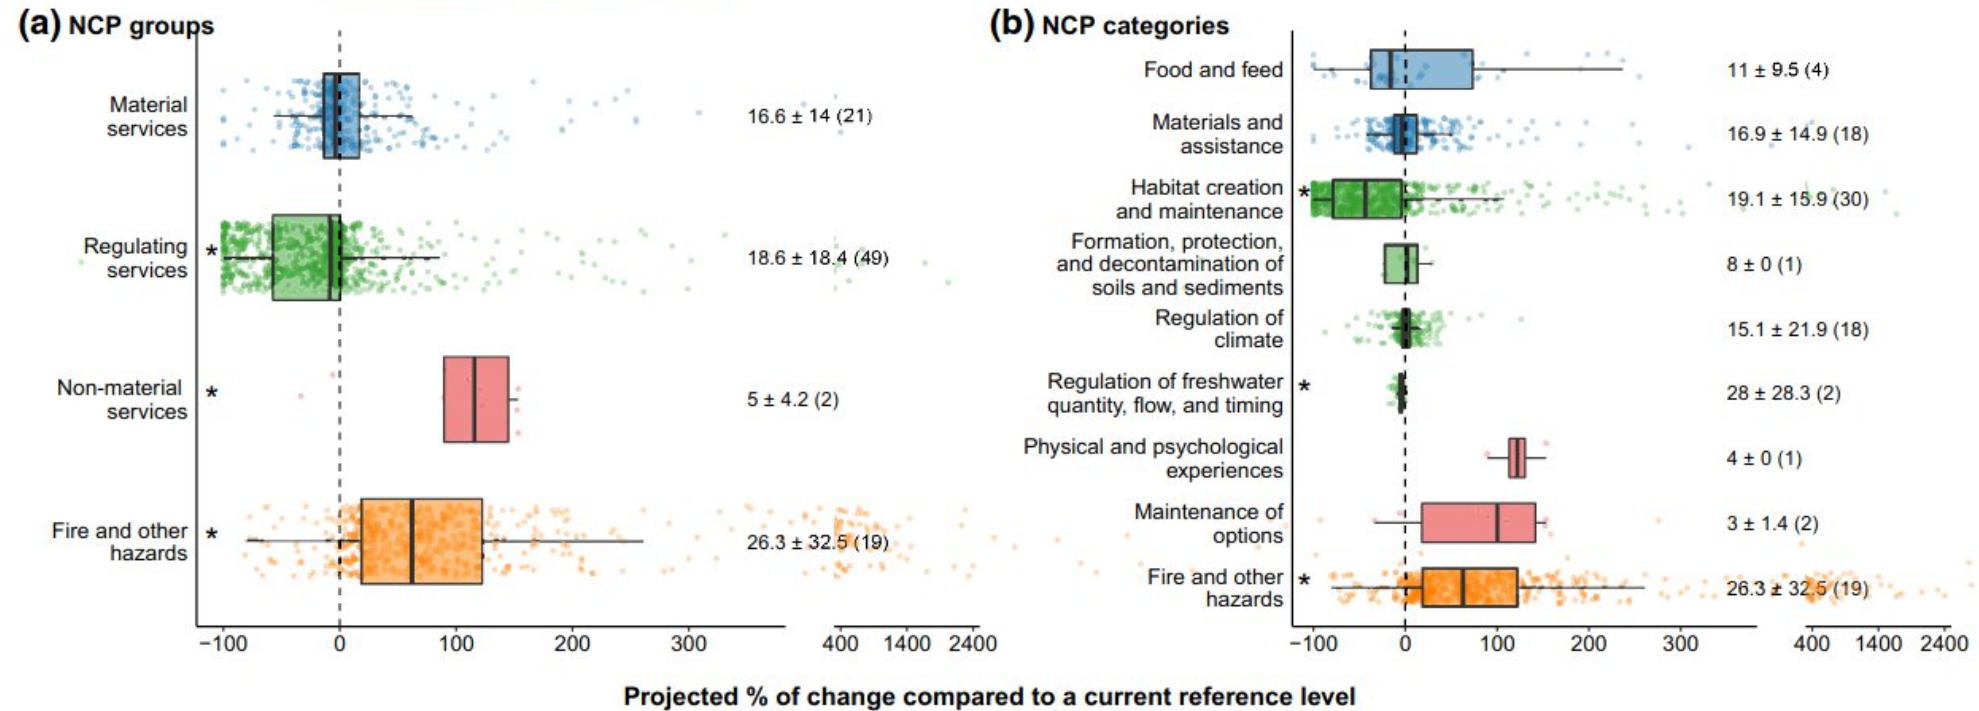 (a) NCP groups
Material
services
16.6 ± 14 (21)
Regulating
services
*
18.6 ± 18.4 (49)
Non-material
services
*
5 ± 4.2 (2)
Fire and other
hazards
*
26.3 ± 32.5 (19)
−100 0 100 200 300 400 1400 2400
(b) NCP categories
Food and feed
11 ± 9.5 (4)
Materials and
assistance
16.9 ± 14.9 (18)
Habitat creation
and maintenance
*
19.1 ± 15.9 (30)
Formation, protection,
and decontamination of
soils and sediments
8 ± 0 (1)
Regulation of
climate
15.1 ± 21.9 (18)
Regulation of freshwater
quantity, flow, and timing
*
28 ± 28.3 (2)
Physical and psychological
experiences
4 ± 0 (1)
Maintenance of
options
3 ± 1.4 (2)
Fire and other
hazards
*
26.3 ± 32.5 (19)
−100 0 100 200 300 400 1400 2400
Projected % of change compared to a current reference level